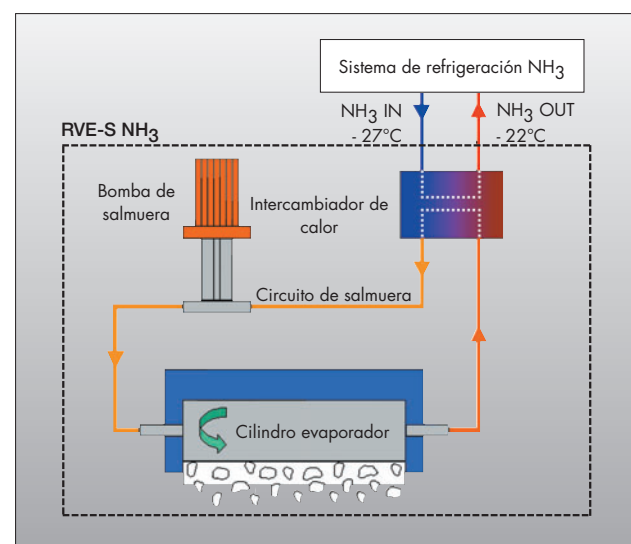 Sistema de refrigeración NH3
NH3 IN
- 27°C
NH3 OUT
- 22°C
RVE-S NH3
Bomba de
salmuera
Intercambiador de
calor
Circuito de salmuera
Cilindro evaporador